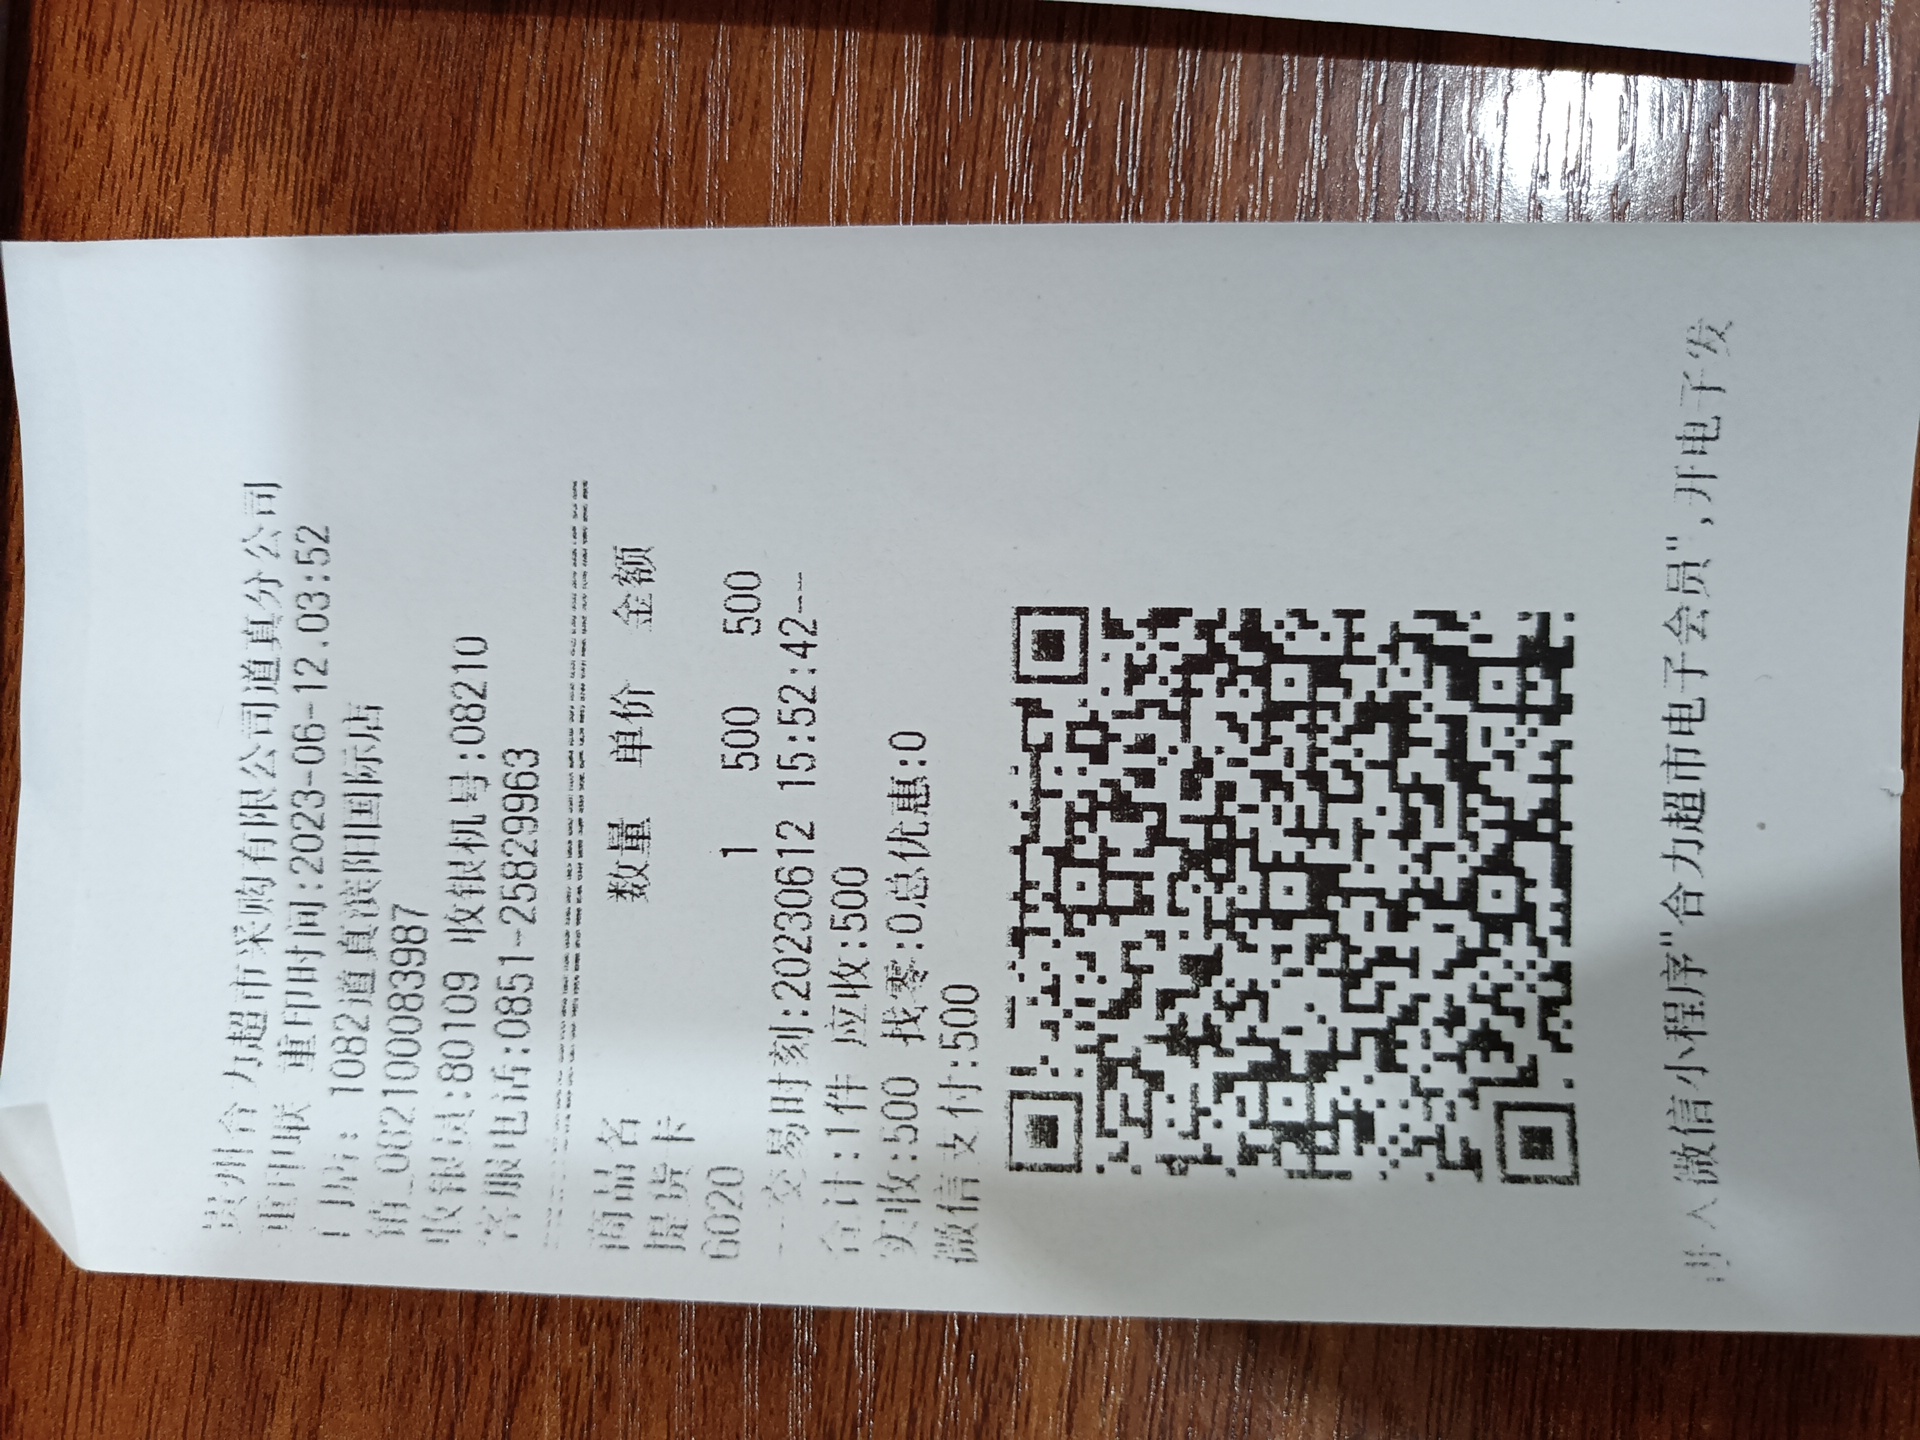 贵州合力超市采购有限公司道真分公司
重印联 重印时间:2023-06-12.03:52
门店: 1082道真濱阳国际店
销_0821000083987
收银员:80109 收银机号:08210
客服电话:0851-25829963
商品名 数量 单价 金额
提货卡
6020 1 500 500
--交易时刻:20230612 15:52:42--
合计:1件 应收:500
实收:500 找零:0总优惠:0
微信支付:500
进入微信小程序"合力超市电子会员",开电子发